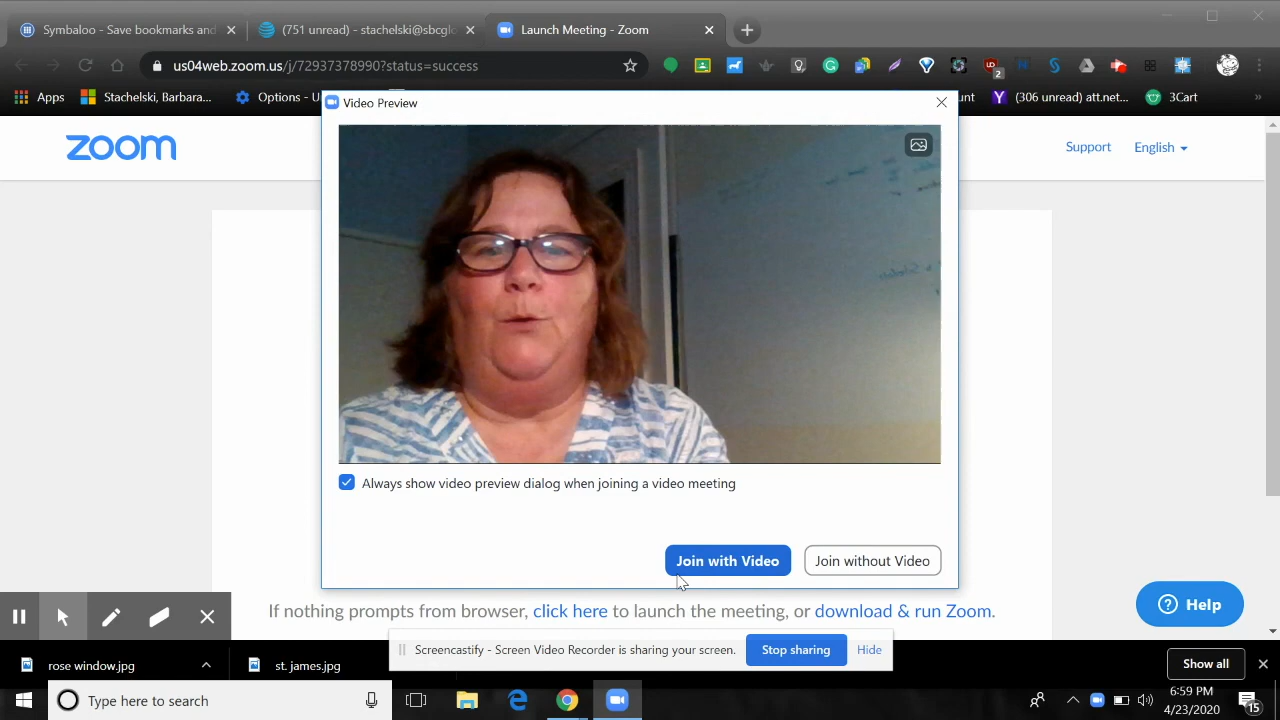 Symbaloo - Save bookmarks and
(751 unread) - stachelski@sbcglo
Launch Meeting - Zoom
us04web.zoom.us/j/72937378990?status=success
2
Apps
Stachelski, Barbara...
Options - U
unt
(306 unread) att.net...
3Cart
»
Video Preview
zoom
Support
English
Always show video preview dialog when joining a video meeting
Join with Video
Join without Video
If nothing prompts from browser, click here to launch the meeting, or download & run Zoom.
Help
Screencastify - Screen Video Recorder is sharing your screen.
Stop sharing
Hide
rose window.jpg
st. james.jpg
Show all
Type here to search
6:59 PM
4/23/2020
15